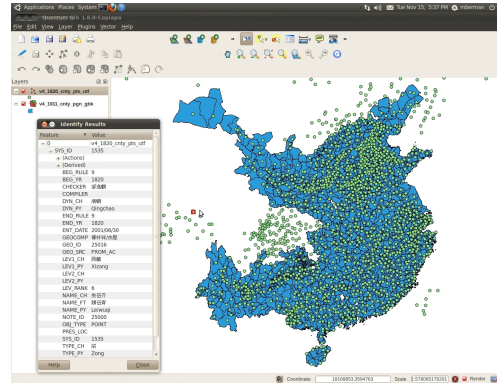 Applications Places System
Tue Nov 15, 5:37 PM mberman
Quantum GIS 1.6.0-Copiapo
File Edit View Layer Plugins Vector Help
Layers
v4_1820_cnty_pts_utf
v4_1911_cnty_pgn_gbk
Identify Results
Feature Value
0 v4_1820_cnty_pts_utf
SYS_ID 1535
(Actions)
(Derived)
BEG_RULE 9
BEG_YR 1820
CHECKER
COMPILER
DYN_CH 清朝
DYN_PY Qingchao
END_RULE 9
END_YR 1820
ENT_DATE 2001/08/30
GEOCOMP
GEO_ID 25016
GEO_SRC FROM_AC
LEV1_CH 西藏
LEV1_PY Xizang
LEV2_CH
LEV2_PY
LEV_RANK 6
NAME_CH
NAME_FT
NAME_PY Leiwuqi
NOTE_ID 25000
OBJ_TYPE POINT
PRES_LOC
SYS_ID 1535
TYPE_CH 宗
TYPE_PY Zong
Help Close
Coordinate: Scale Render